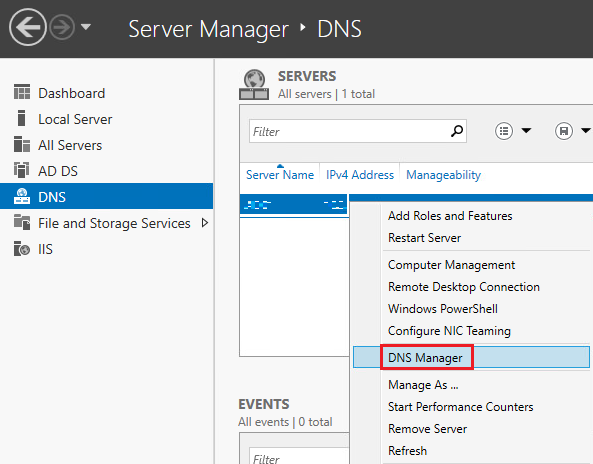 Server Manager ‣ DNS
Dashboard
Local Server
All Servers
AD DS
DNS
File and Storage Services
IIS
SERVERS
All servers | 1 total
Filter
Server Name IPv4 Address Manageability
Add Roles and Features
Restart Server
Computer Management
Remote Desktop Connection
Windows PowerShell
Configure NIC Teaming
DNS Manager
Manage As ...
Start Performance Counters
Remove Server
Refresh
EVENTS
All events | 0 total
Filter